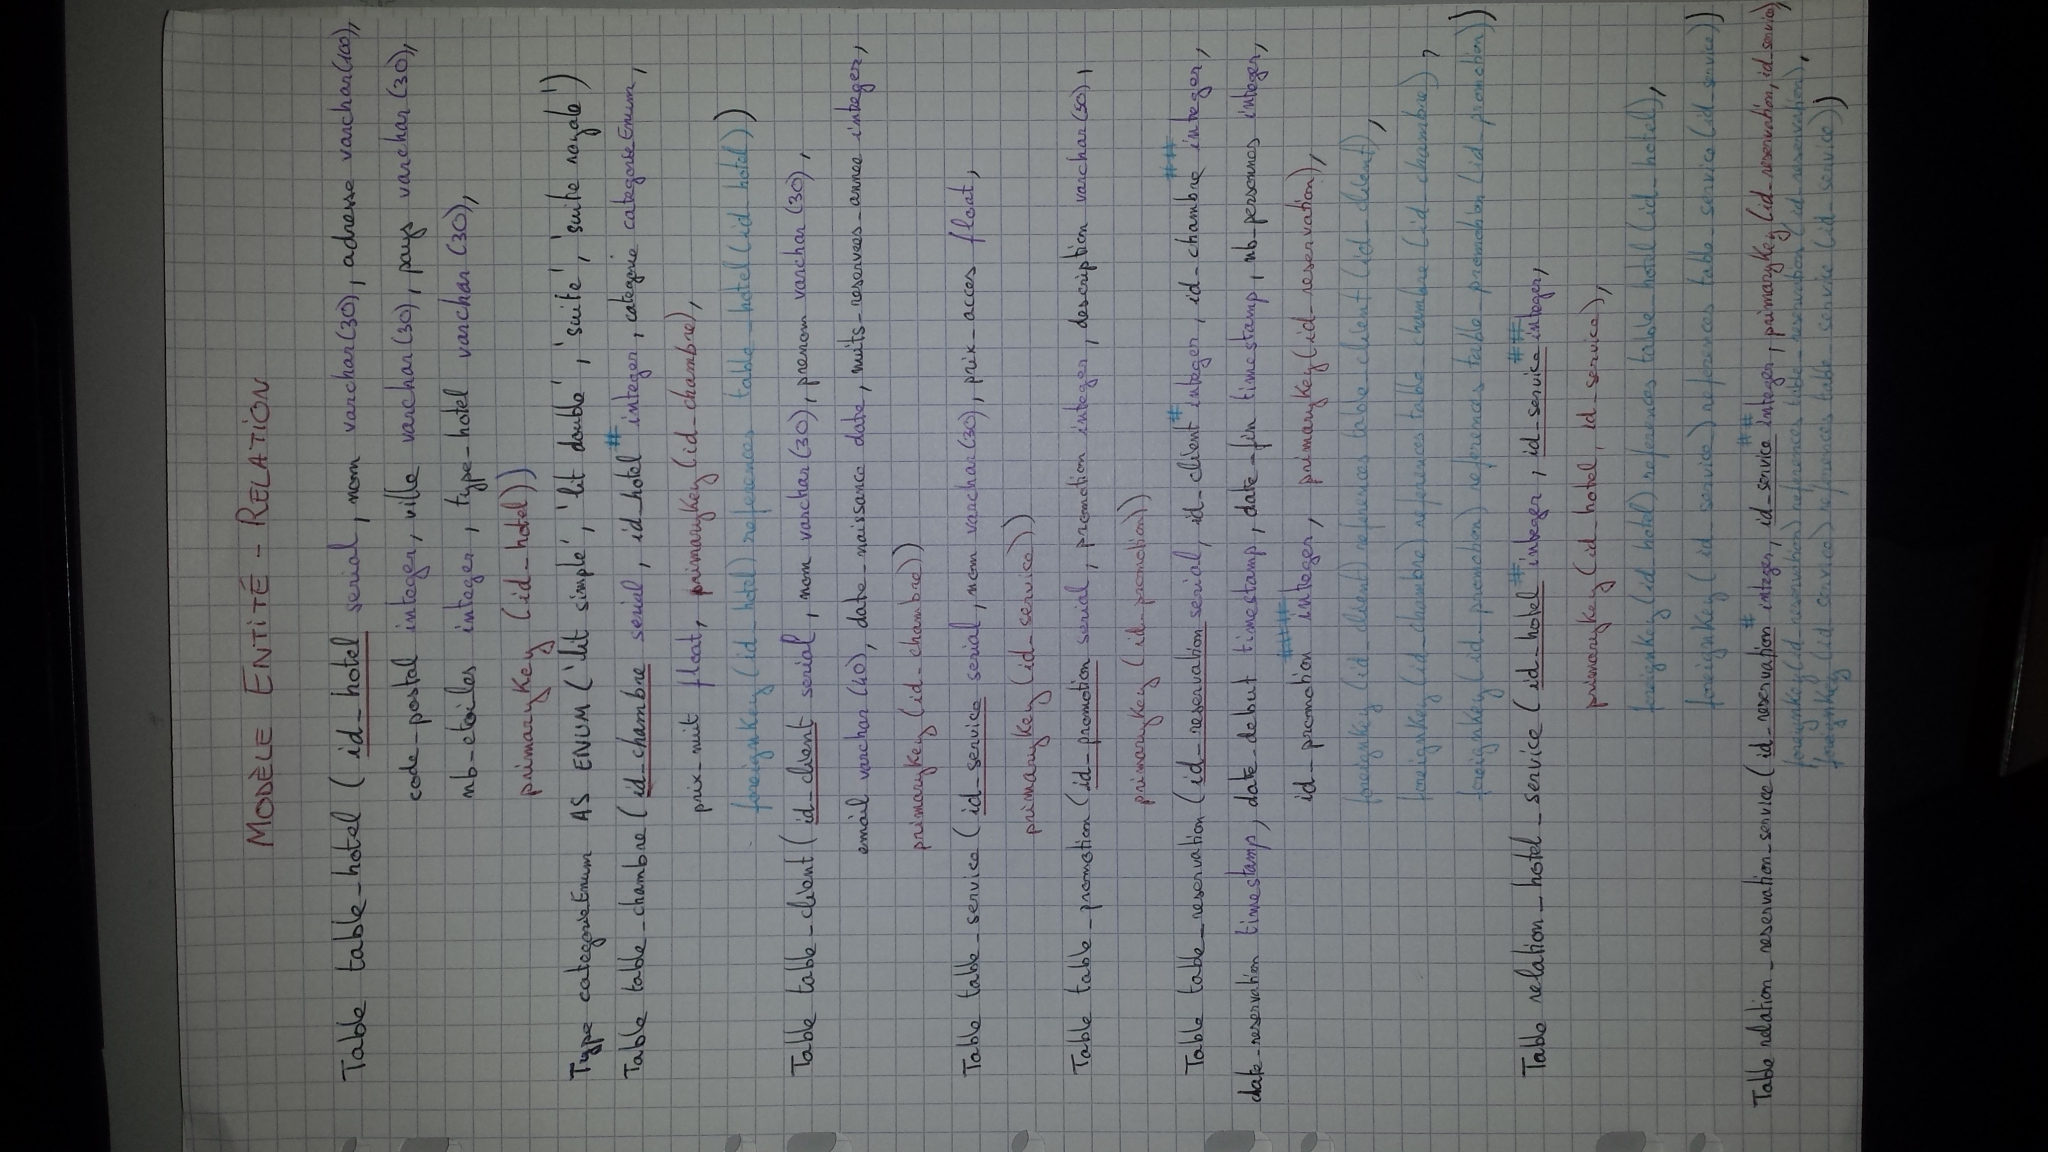 MODÈLE ENTITÉ - RELATION
Table table_hotel ( id_hotel serial, nom varchar(30), adresse varchar(100),
code_postal integer, ville varchar(30), pays varchar(30),
nb_etoiles integer, type_hotel varchar(30),
primaryKey (id_hotel))
Type categorieEnum AS ENUM ('lit simple', 'lit double', 'suite', 'suite royale')
Table table_chambre ( id_chambre serial, id_hotel# integer, categorie categorieEnum,
prix_nuit float, primaryKey(id_chambre),
foreignKey(id_hotel) references table_hotel(id_hotel))
Table table_client ( id_client serial, nom varchar(30), prenom varchar(30),
email varchar(40), date_naissance date, nuits_reservees_annee integer,
primaryKey(id_chambre))
Table table_service ( id_service serial, nom varchar(30), prix_acces float,
primaryKey(id_service))
Table table_promotion (id_promotion serial, promotion integer, description varchar(50),
primaryKey (id_promotion))
Table table_reservation (id_reservation serial, id_client# integer, id_chambre## integer,
date_reservation timestamp, date_debut timestamp, date_fin timestamp, nb_personnes integer,
id_promotion### integer, primaryKey(id_reservation),
foreignKey(id_client) references table_client(id_client),
foreignKey(id_chambre) references table_chambre (id_chambre),
foreignKey(id_promotion) references table_promotion (id_promotion))
Table relation_hotel_service ( id_hotel# integer, id_service## integer,
primaryKey (id_hotel, id_service),
foreignKey (id_hotel) references table_hotel (id_hotel),
foreignKey (id_service) references table_service (id_service))
Table relation_reservation_service( id_reservation# integer, id_service## integer, primaryKey(id_reservation, id_service),
foreignKey(id_reservation) references table_reservation (id_reservation),
foreignKey (id_service) references table_service (id_service))